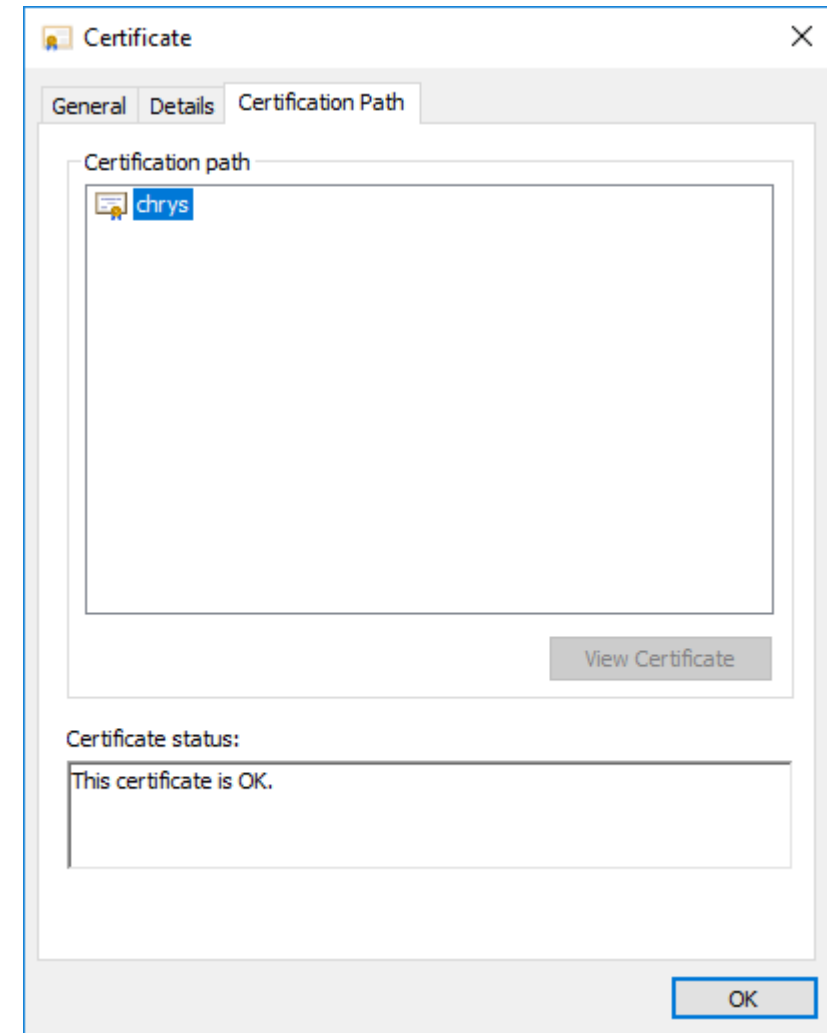 Certificate
General Details Certification Path
Certification path
chrys
View Certificate
Certificate status:
This certificate is OK.
OK